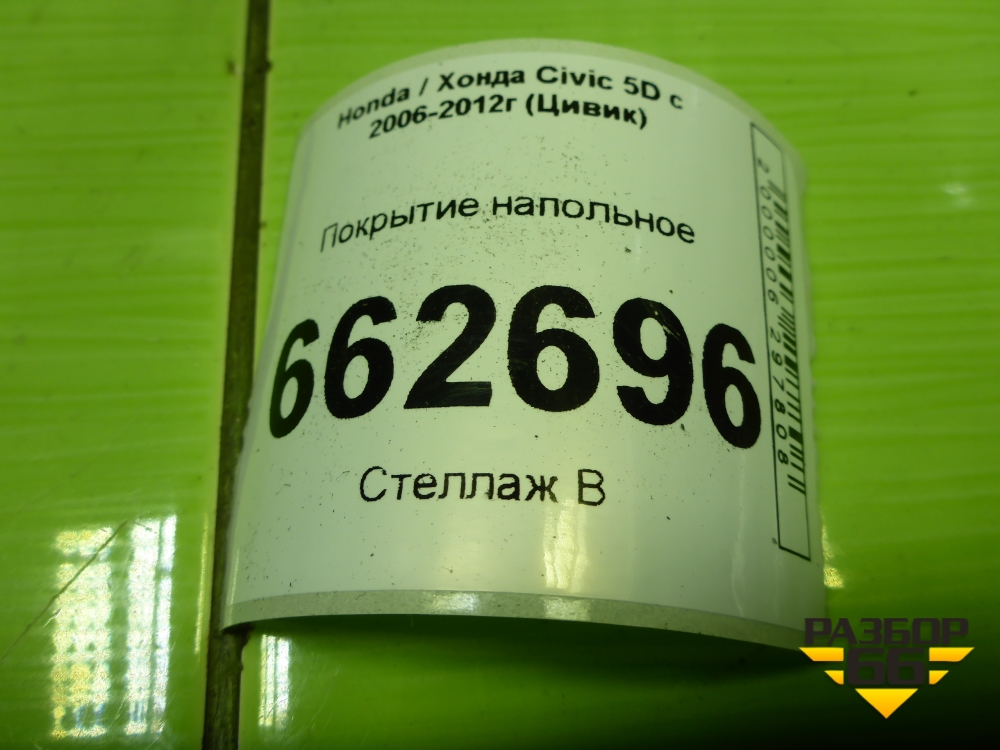 Honda / Хонда Civic 5D с
2006-2012г (Цивик)
Покрытие напольное
662696
Стеллаж В
2000006297808
РАЗБОР
66